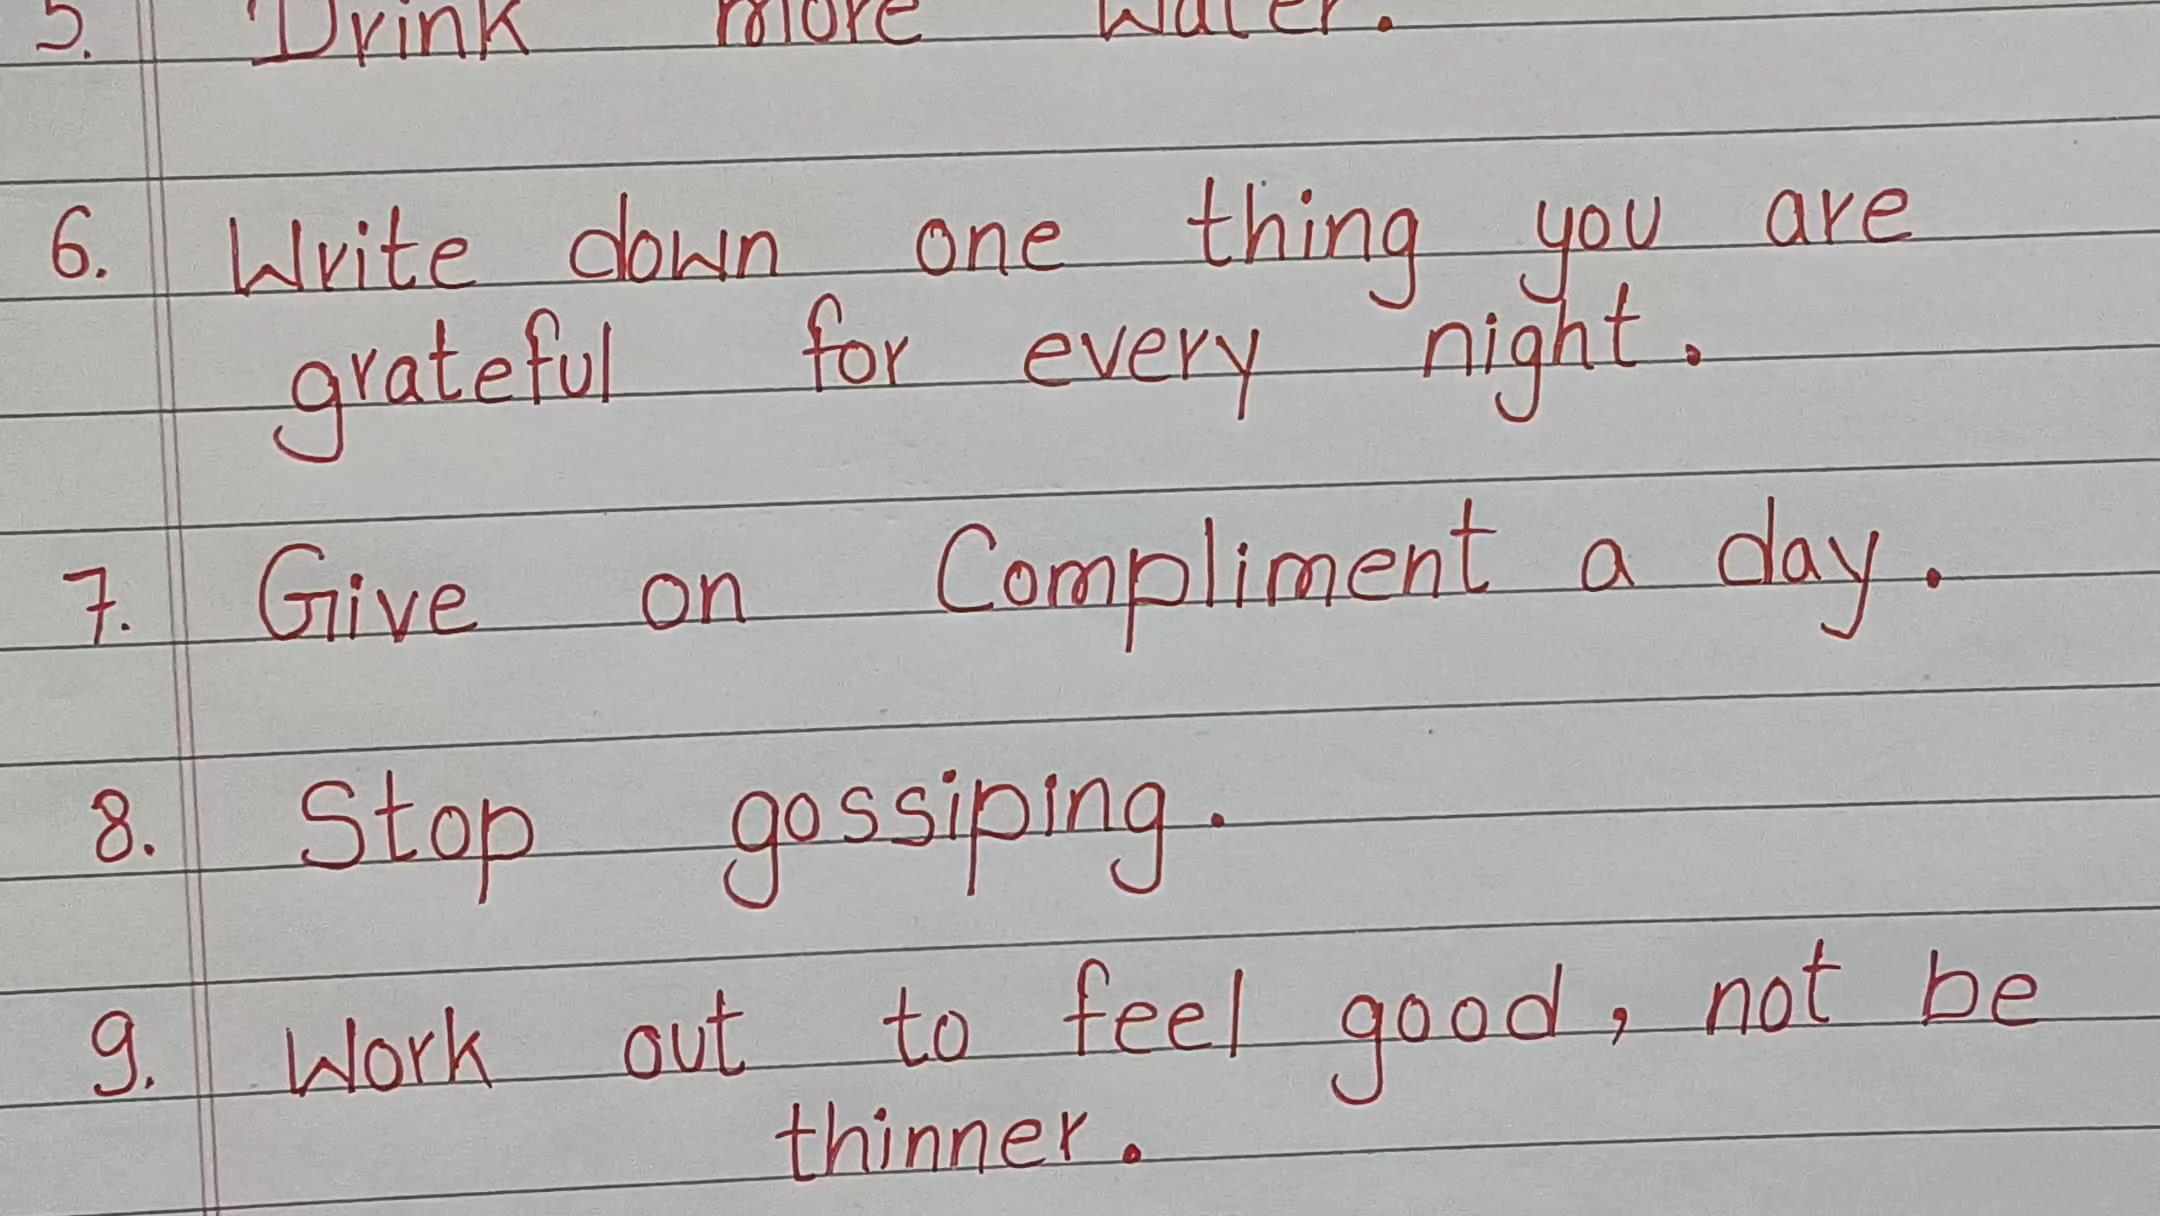 5. Drink more water.
6. Write down one thing you are
grateful for every night.
7. Give on Compliment a day.
8. Stop gossiping.
9. Work out to feel good, not be
thinner.